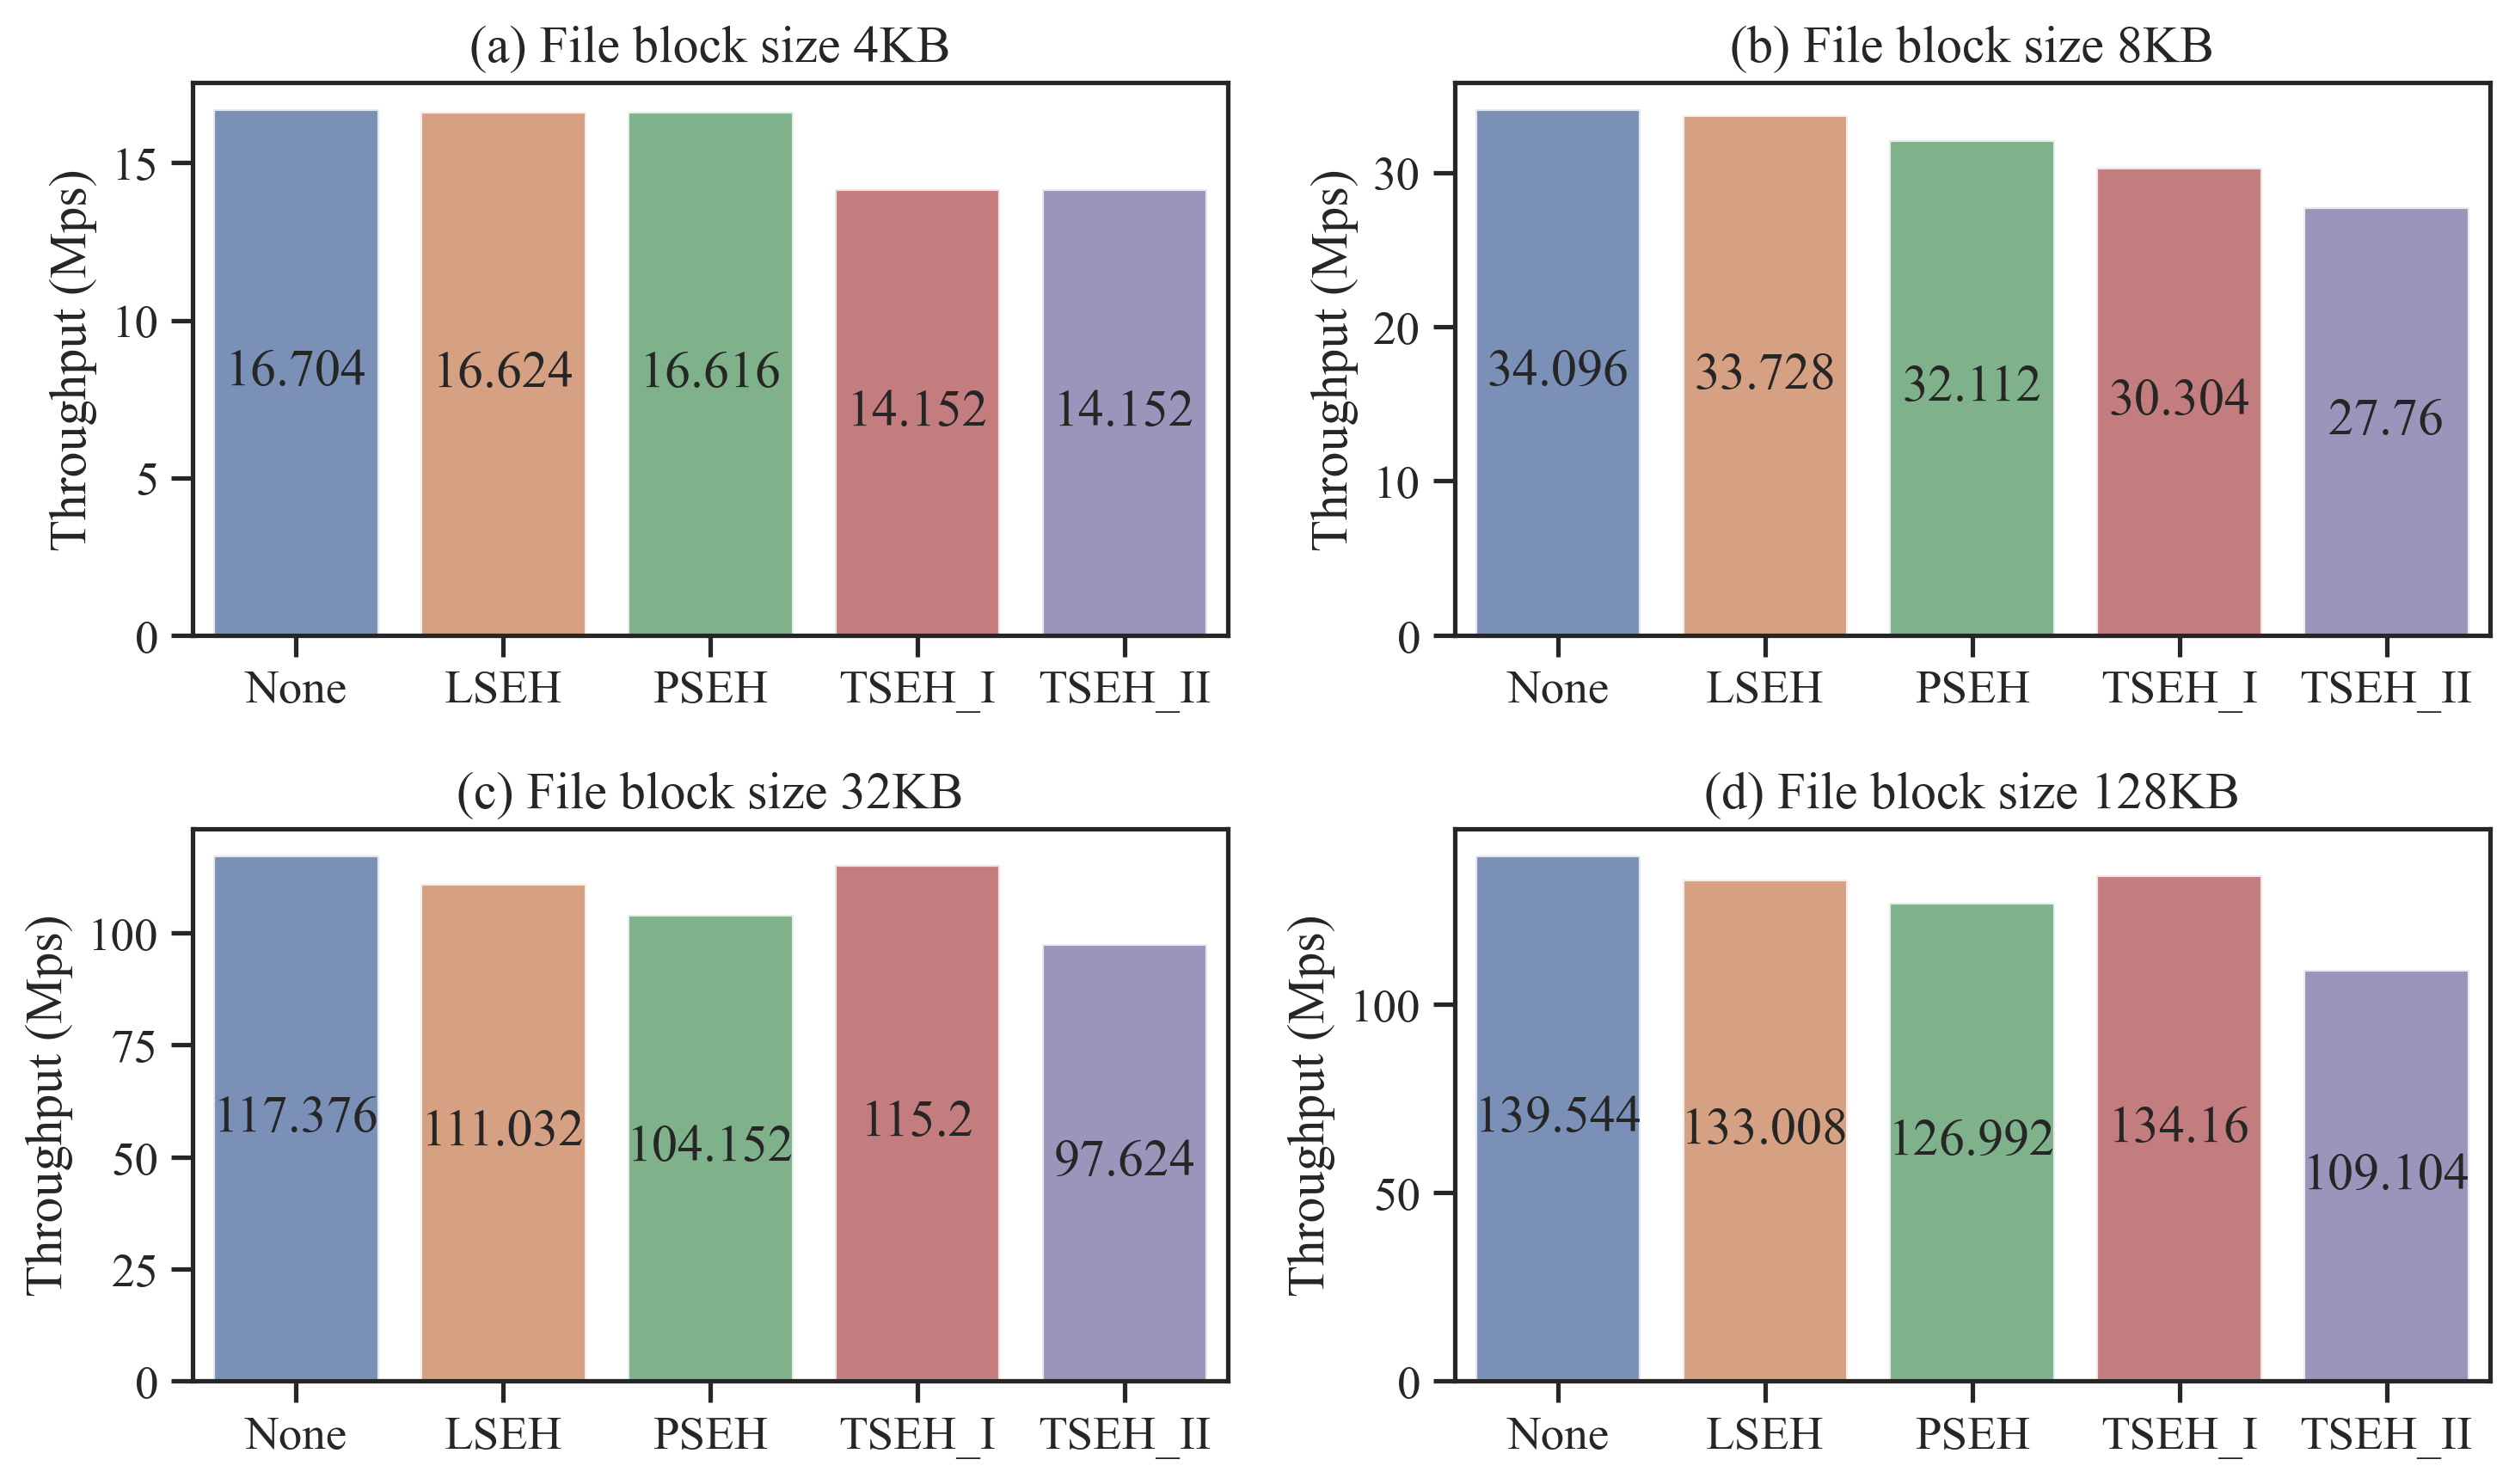 (a) File block size 4KB
Throughput (Mps)
15
10
5
0
16.704
16.624
16.616
14.152
14.152
None
LSEH
PSEH
TSEH_I
TSEH_II
(b) File block size 8KB
Throughput (Mps)
30
20
10
0
34.096
33.728
32.112
30.304
27.76
None
LSEH
PSEH
TSEH_I
TSEH_II
(c) File block size 32KB
Throughput (Mps)
100
75
50
25
0
117.376
111.032
104.152
115.2
97.624
None
LSEH
PSEH
TSEH_I
TSEH_II
(d) File block size 128KB
Throughput (Mps)
100
50
0
139.544
133.008
126.992
134.16
109.104
None
LSEH
PSEH
TSEH_I
TSEH_II